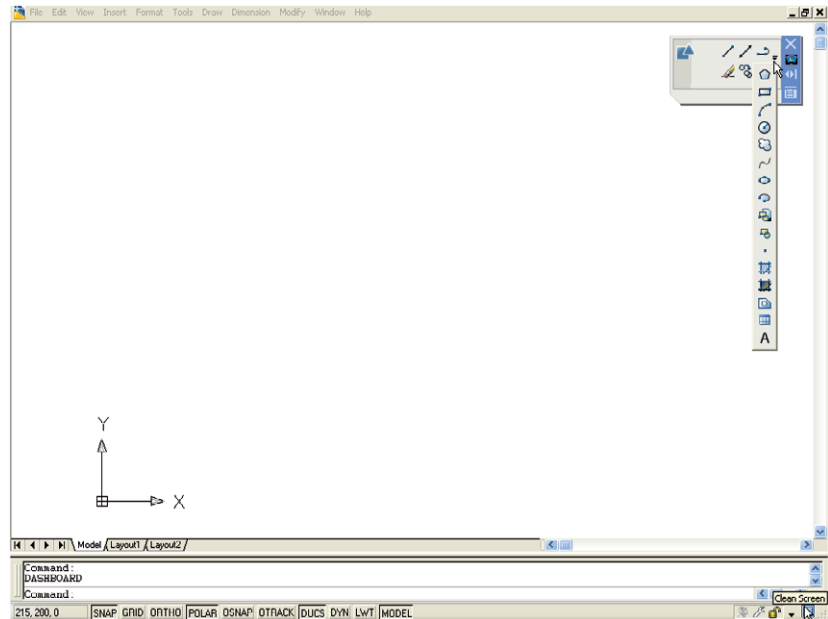 File Edit View Insert Format Tools Draw Dimension Modify Window Help
A
Y
X
Model Layout1 Layout2
Command:
DASHBOARD
Command:
Clean Screen
215, 200, 0 SNAP GRID ORTHO POLAR OSNAP OTRACK DUCS DYN LWT MODEL